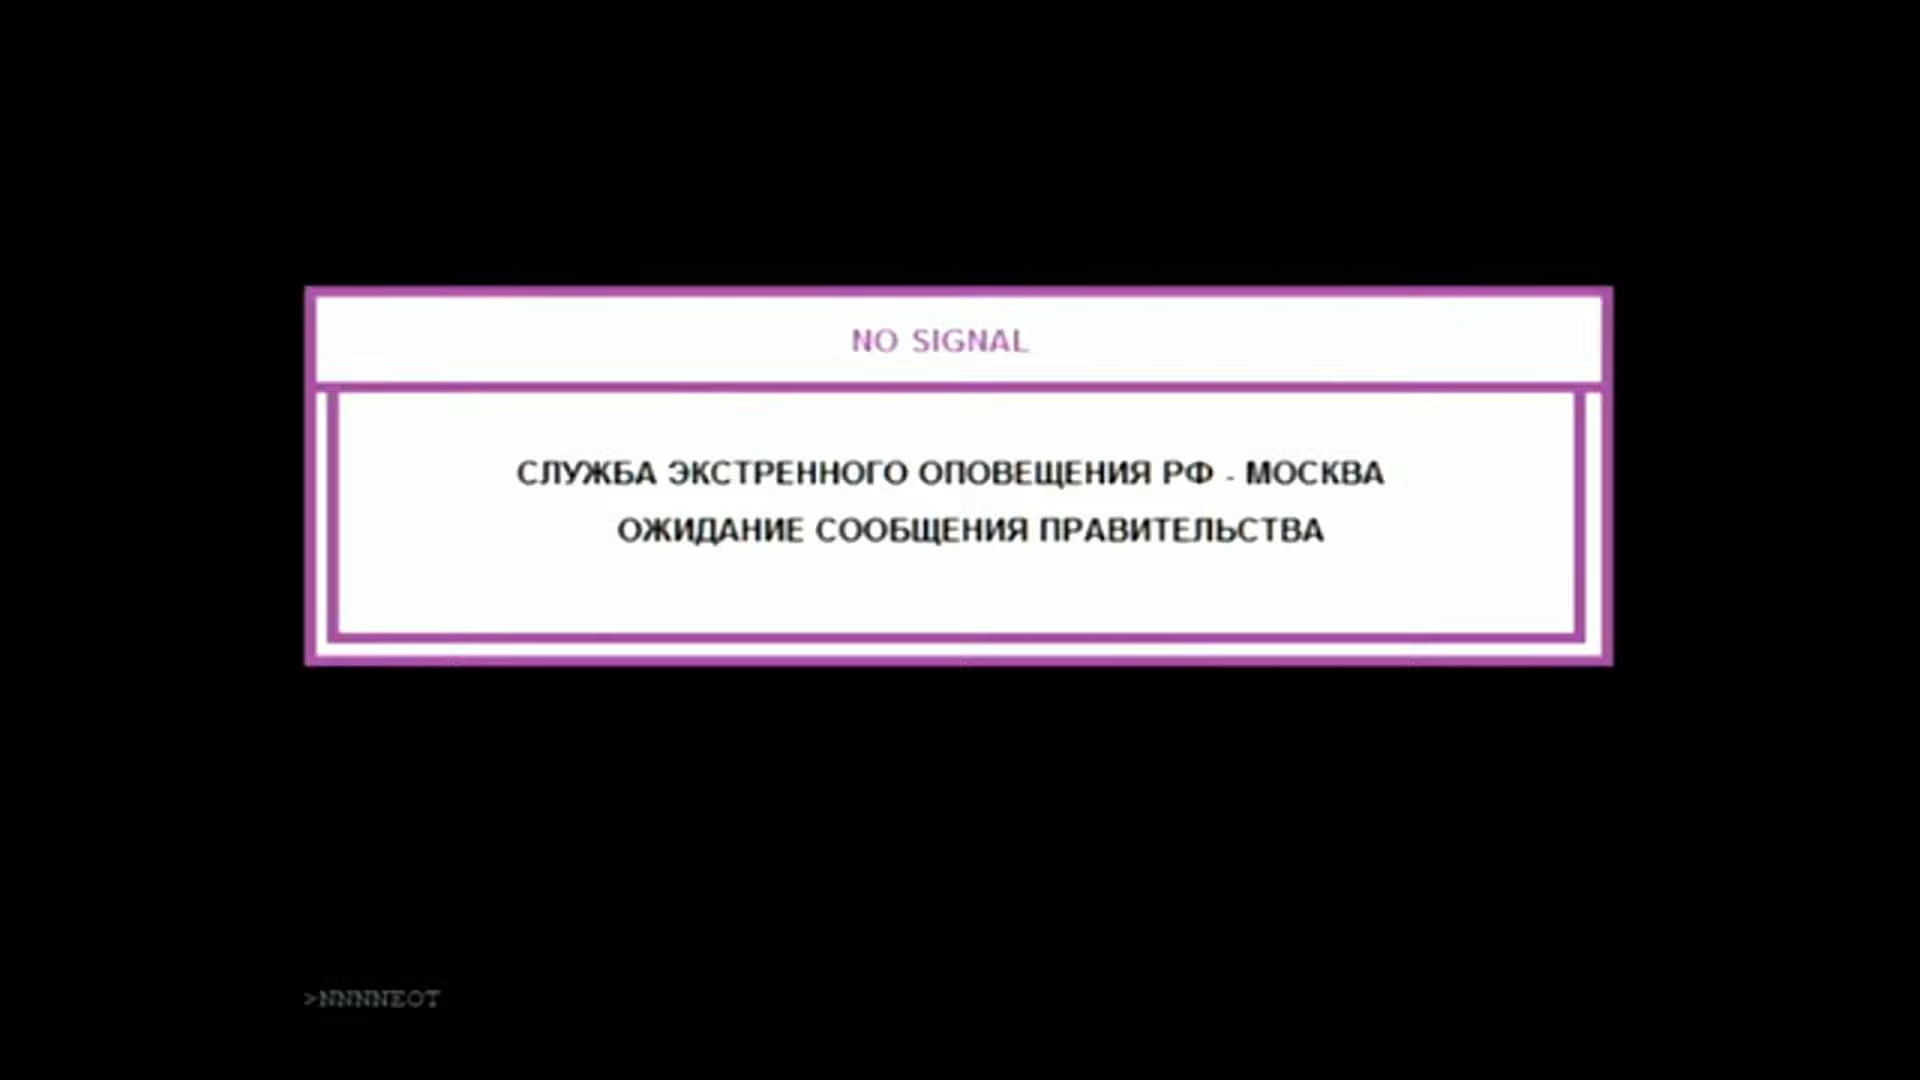 NO SIGNAL
СЛУЖБА ЭКСТРЕННОГО ОПОВЕЩЕНИЯ РФ - МОСКВА
ОЖИДАНИЕ СООБЩЕНИЯ ПРАВИТЕЛЬСТВА
>NNNNEOT